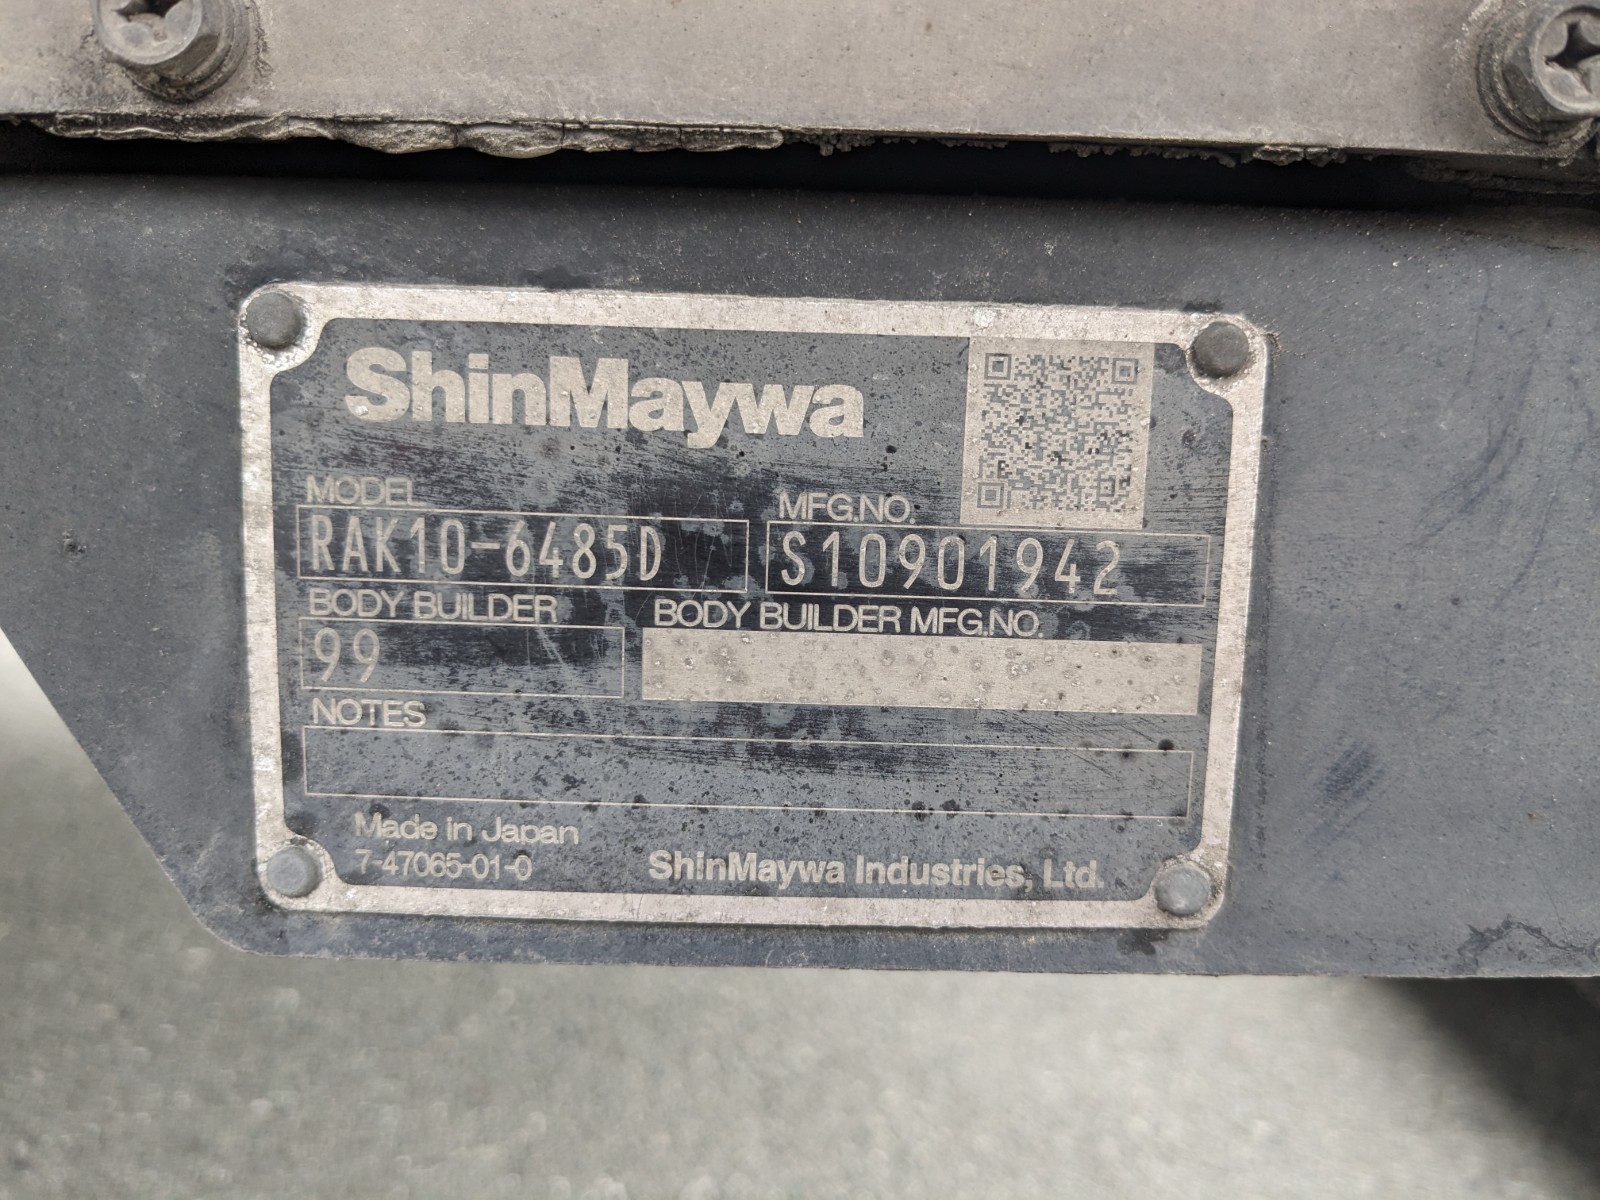 ShinMaywa
MODEL
MFG.NO.
RAK10-6485D
S10901942
BODY BUILDER
BODY BUILDER MFG.NO.
99
NOTES
Made in Japan
7-47065-01-0
ShinMaywa Industries, Ltd.